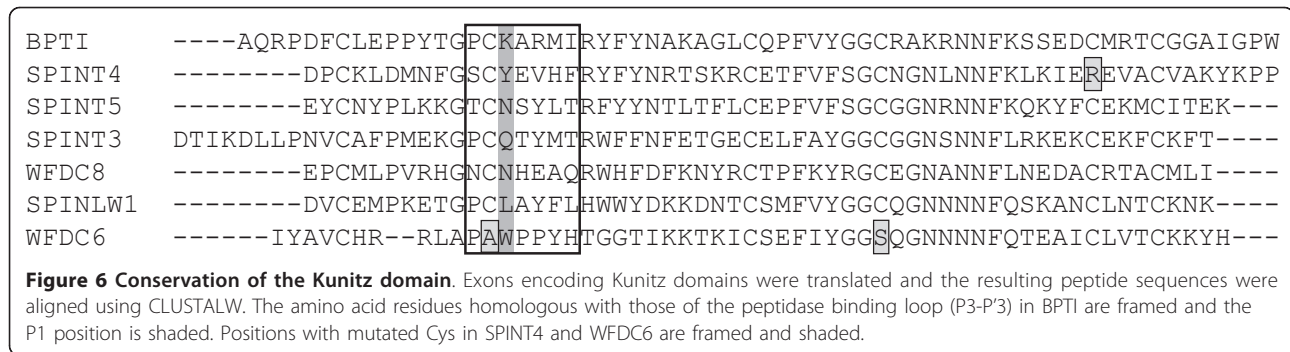 BPTI ----AQRPDFCLEPPYTGPCKARMIRYFYNAKAGLCQPFVYGGCRAKRNNFKSSEDCMRTCGGAIGPW
SPINT4 --------DPCKLDMNFGSCYEVHFRYFYNRTSKRCETFVFSGCNGNLNNFKLKIEREVACVAKYKPP
SPINT5 --------EYCNYPLKKGTCNSYLTRFYYNTLTFLCEPFVFSGCGGNRNNFKQKYFCEKMCITEK---
SPINT3 DTIKDLLPNVCAFPMEKGPCQTYMTRWFFNFETGECELFAYGGCGGNSNNFLRKEKCEKFCKFT----
WFDC8 --------EPCMLPVRHGNCNHEAQRWHFDFKNYRCTPFKYRGCEGNANNFLNEDACRTACMLI----
SPINLW1 --------DVCEMPKETGPCLAYFLHWWYDKKDNTCSMFVYGGCQGNNNNFQSKANCLNTCKNK----
WFDC6 ------IYAVCHR--RLAPAWPPYHTGGTIKKTKICSEFIYGGSQGNNNNFQTEAICLVTCKKYH---
Figure 6 Conservation of the Kunitz domain. Exons encoding Kunitz domains were translated and the resulting peptide sequences were
aligned using CLUSTALW. The amino acid residues homologous with those of the peptidase binding loop (P3-P'3) in BPTI are framed and the
P1 position is shaded. Positions with mutated Cys in SPINT4 and WFDC6 are framed and shaded.